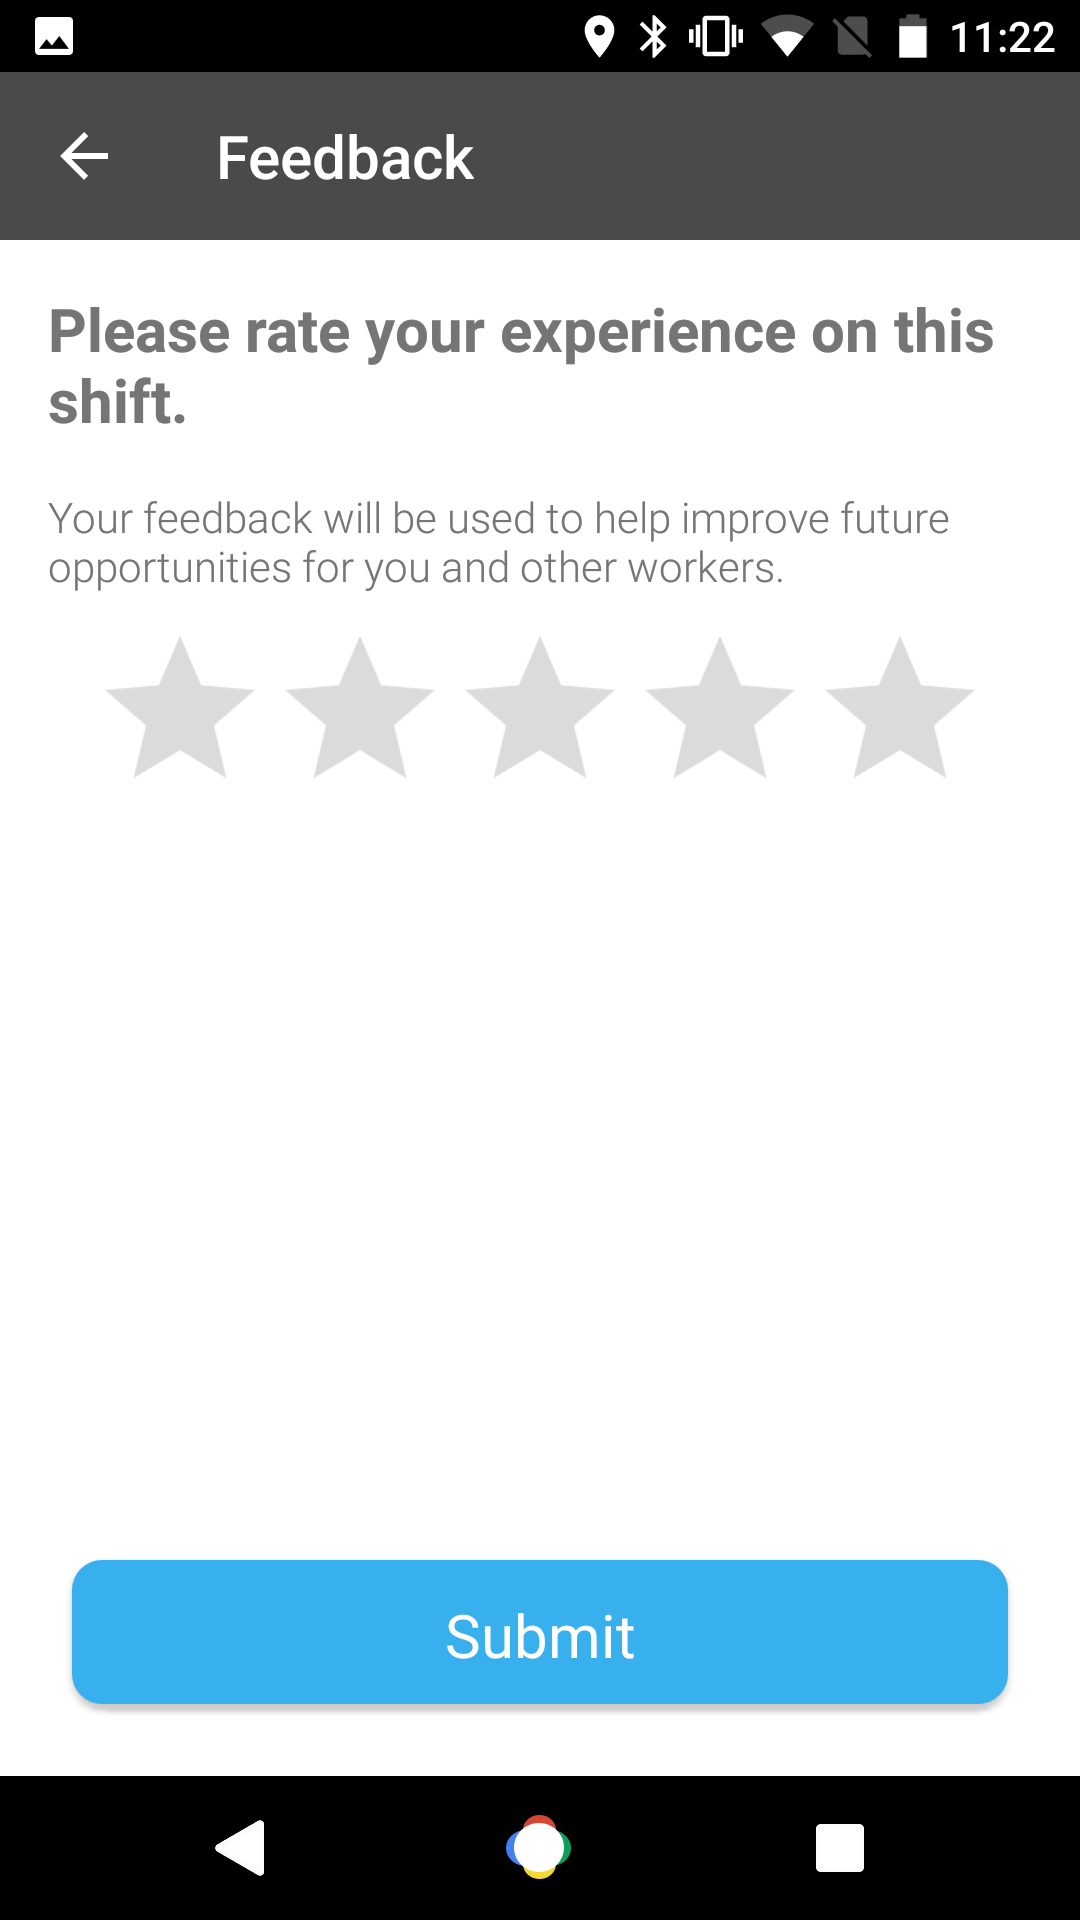 11:22
Feedback
Please rate your experience on this
shift.
Your feedback will be used to help improve future
opportunities for you and other workers.
Submit